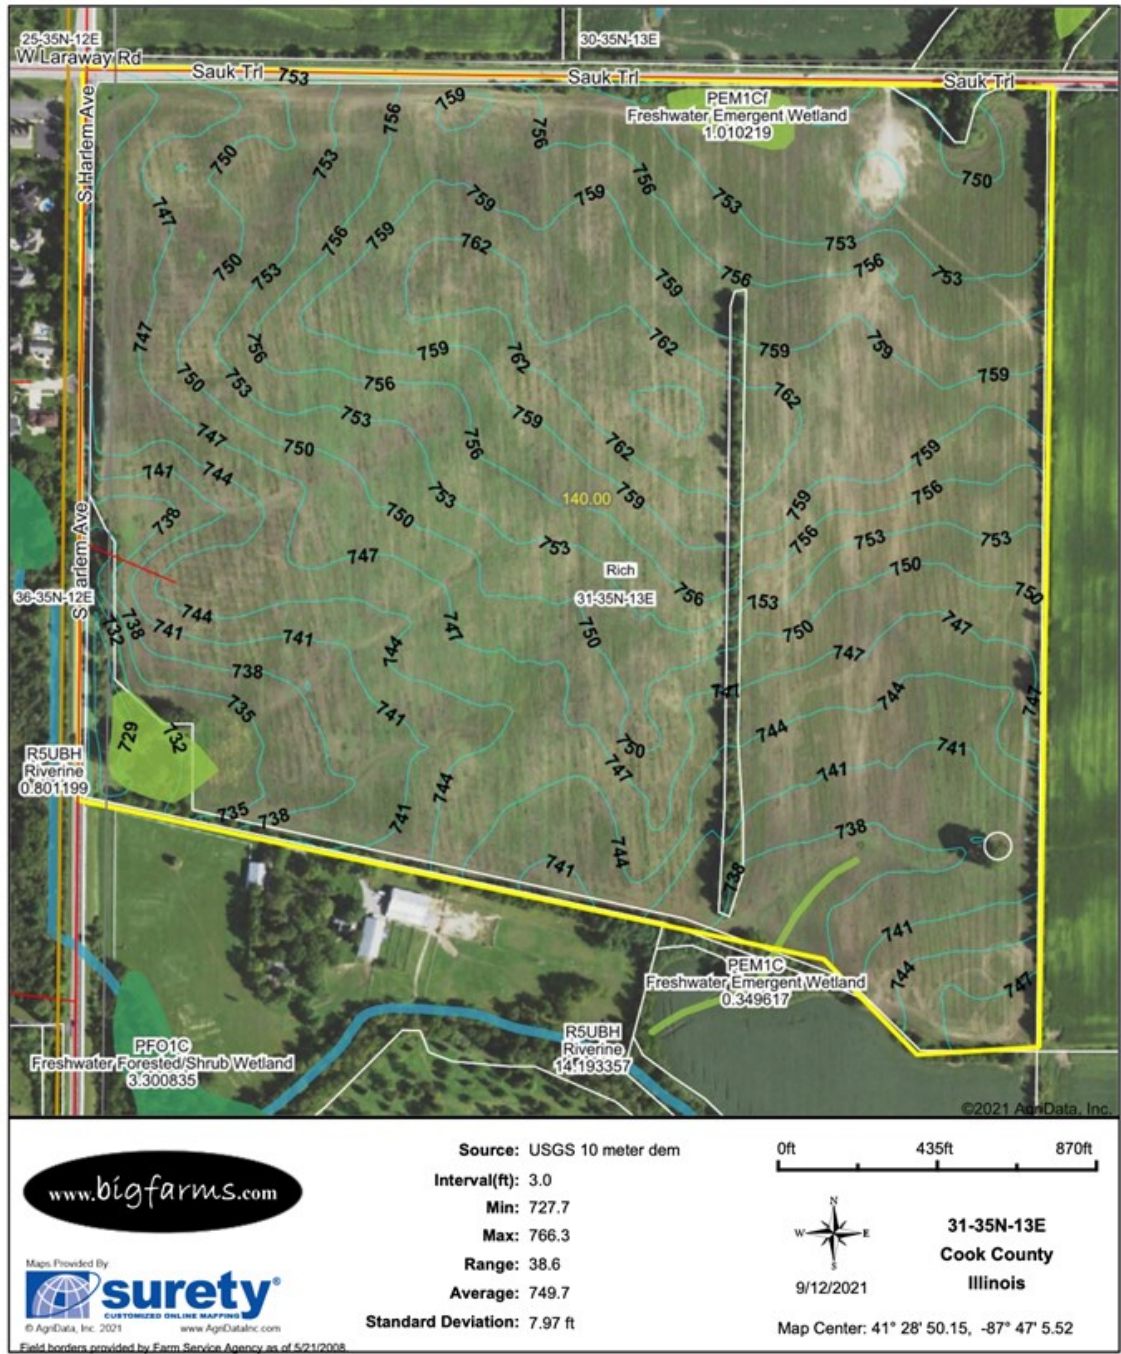 25-35N-12E
30-35N-13E
W Laraway Rd
Sauk Trl
753
Sauk Trl
Sauk Trl
S Harlem Ave
756
759
756
PEM1Cf
Freshwater Emergent Wetland
1.010219
750
753
756
750
747
759
759
753
756
759
762
753
750
753
759
756
756
753
747
756
759
762
762
759
759
759
750
753
756
762
747
750
753
756
759
762
759
741
744
756
759
756
738
750
753
140.00
759
S Harlem Ave
747
753
756
753
753
Rich
750
36-35N-12E
31-35N-13E
756
753
750
744
732
738
741
741
744
747
750
750
747
747
738
735
741
741
744
744
747
729
732
750
747
744
741
741
R5UBH
Riverine
0.801199
735
738
741
744
741
744
738
738
741
744
747
PEM1C
Freshwater Emergent Wetland
0.349617
PFO1C
Freshwater Forested/Shrub Wetland
3.300835
R5UBH
Riverine
14.193357
©2021 AgriData, Inc.
www.bigfarms.com
Maps Provided By
surety®
CUSTOMIZED ONLINE MAPPING
© AgriData, Inc. 2021 www.AgriDataInc.com
Field borders provided by Farm Service Agency as of 5/21/2008.
Source: USGS 10 meter dem
Interval(ft): 3.0
Min: 727.7
Max: 766.3
Range: 38.6
Average: 749.7
Standard Deviation: 7.97 ft
0ft 435ft 870ft
N
W E
S
9/12/2021
31-35N-13E
Cook County
Illinois
Map Center: 41° 28' 50.15, -87° 47' 5.52